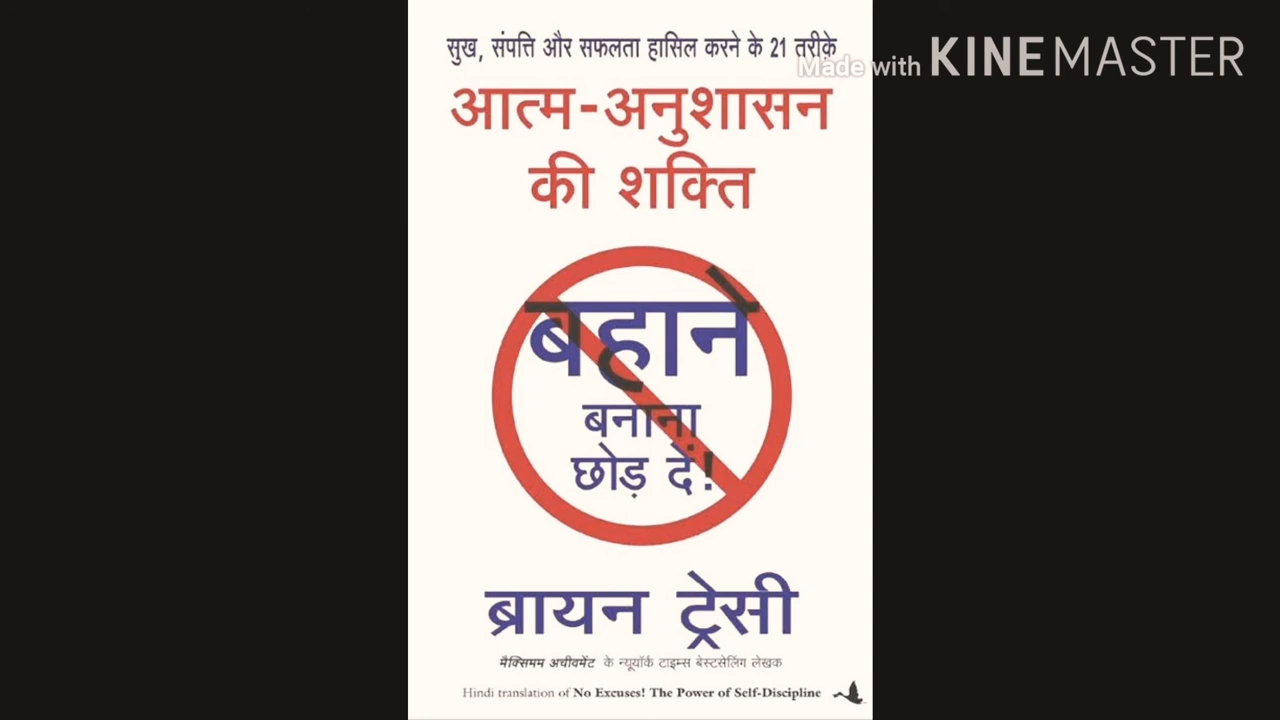 सुख, संपत्ति और सफलता हासिल करने के 21 तरीक़े
Made with KINEMASTER
आत्म-अनुशासन
की शक्ति
बहाने
बनाना
छोड़ दें!
ब्रायन ट्रेसी
मैक्सिमम अचीवमेंट के न्यूयॉर्क टाइम्स बेस्टसेलिंग लेखक
Hindi translation of No Excuses! The Power of Self-Discipline